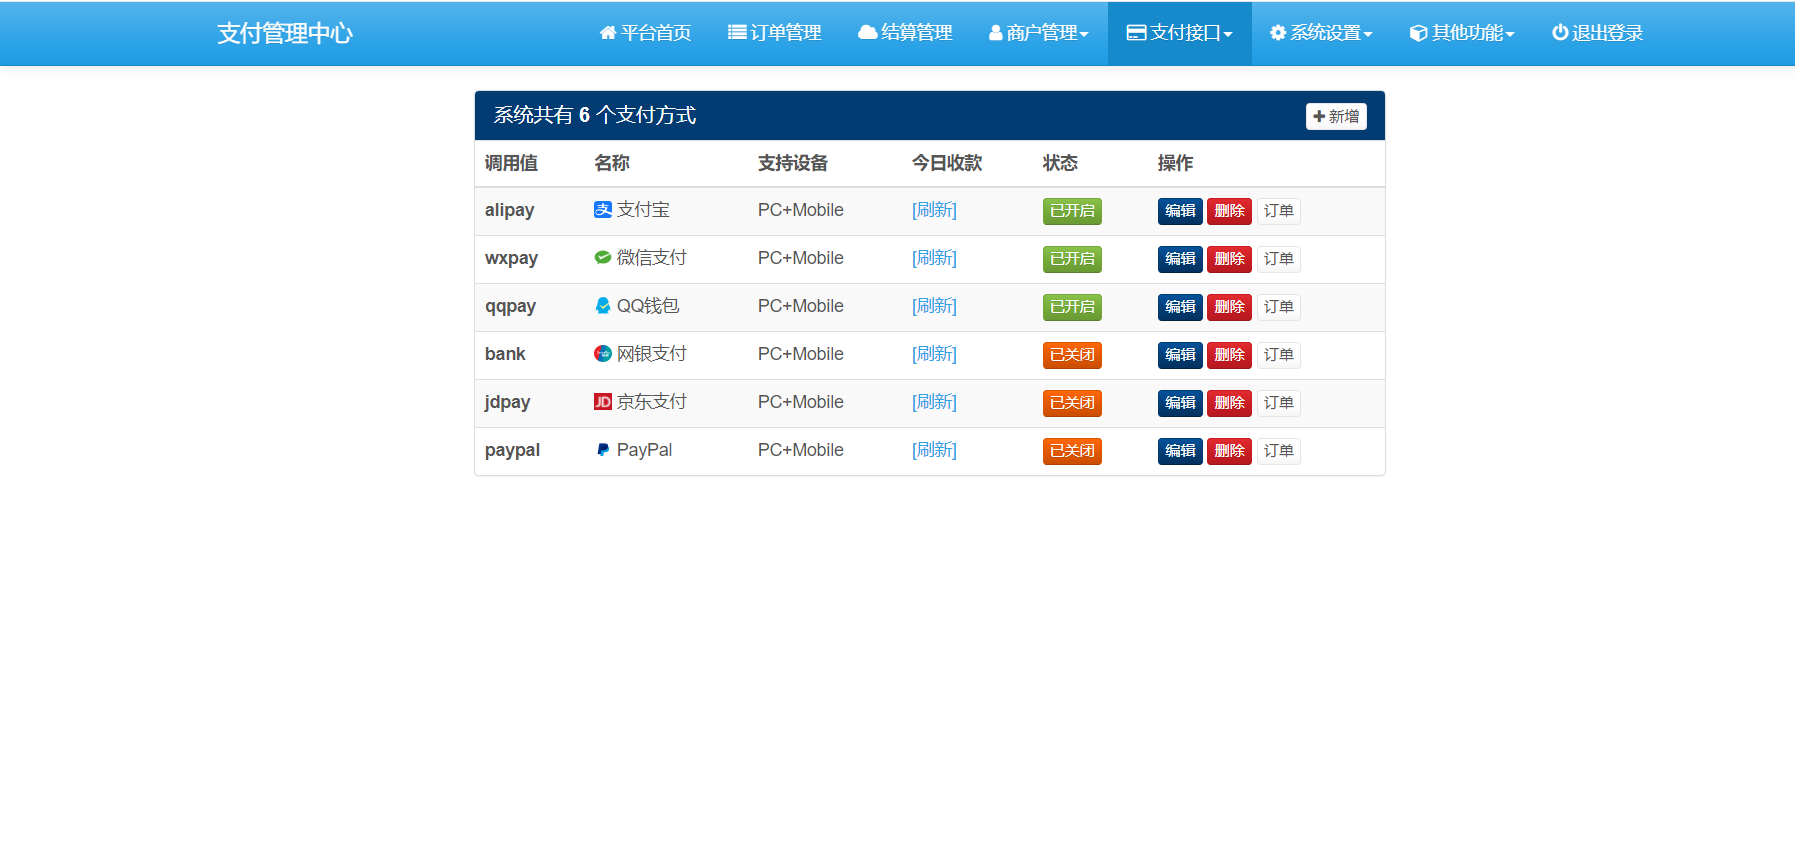 支付管理中心 平台首页 订单管理 结算管理 商户管理 支付接口 系统设置 其他功能 退出登录
系统共有 6 个支付方式 新增
调用值 名称 支持设备 今日收款 状态 操作
alipay 支 支付宝 PC+Mobile [刷新] 已开启 编辑 删除 订单
wxpay 微信支付 PC+Mobile [刷新] 已开启 编辑 删除 订单
qqpay QQ钱包 PC+Mobile [刷新] 已开启 编辑 删除 订单
bank 网银支付 PC+Mobile [刷新] 已关闭 编辑 删除 订单
jdpay JD 京东支付 PC+Mobile [刷新] 已关闭 编辑 删除 订单
paypal PayPal PC+Mobile [刷新] 已关闭 编辑 删除 订单